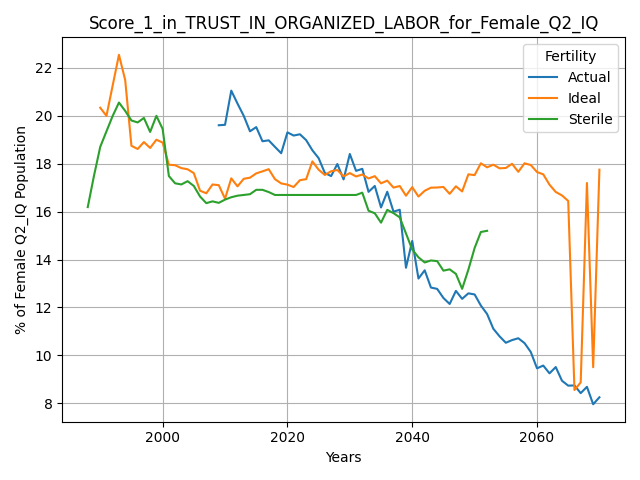 Score_1_in_TRUST_IN_ORGANIZED_LABOR_for_Female_Q2_IQ
Fertility
Actual
Ideal
Sterile
% of Female Q2_IQ Population
22
20
18
16
14
12
10
8
2000 2020 2040 2060
Years